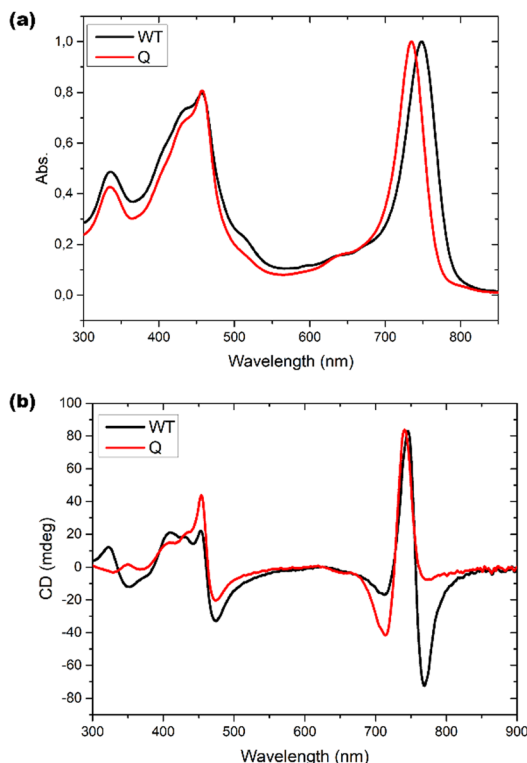 (a)
WT
Q
1,0
0,8
0,6
0,4
0,2
0,0
Abs.
300 400 500 600 700 800
Wavelength (nm)
(b)
WT
Q
100
80
60
40
20
0
-20
-40
-60
-80
CD (mdeg)
300 400 500 600 700 800 900
Wavelength (nm)